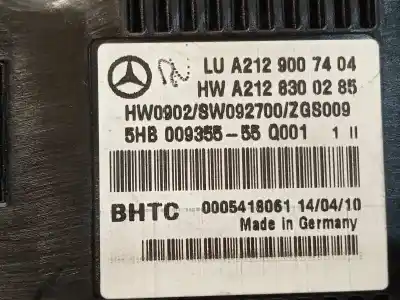 LU A212 900 74 04
HW A212 830 02 85
HW0902/SW092700/ZGS009
5HB 009355-55 Q001 1 II
BHTC 0005418061 14/04/10
Made in Germany